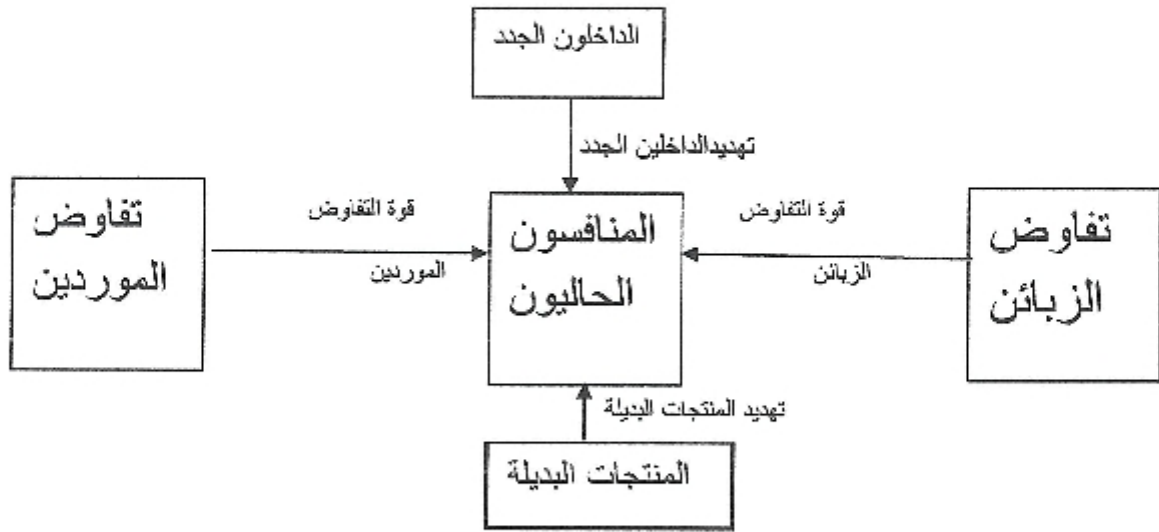 الداخلون الجدد
تهديدالداخلين الجدد
تفاوض
الموردين
قوة التفاوض
الموردين
المنافسون
الحاليون
قوة التفاوض
الزبائن
تفاوض
الزبائن
تهديد المنتجات البديلة
المنتجات البديلة